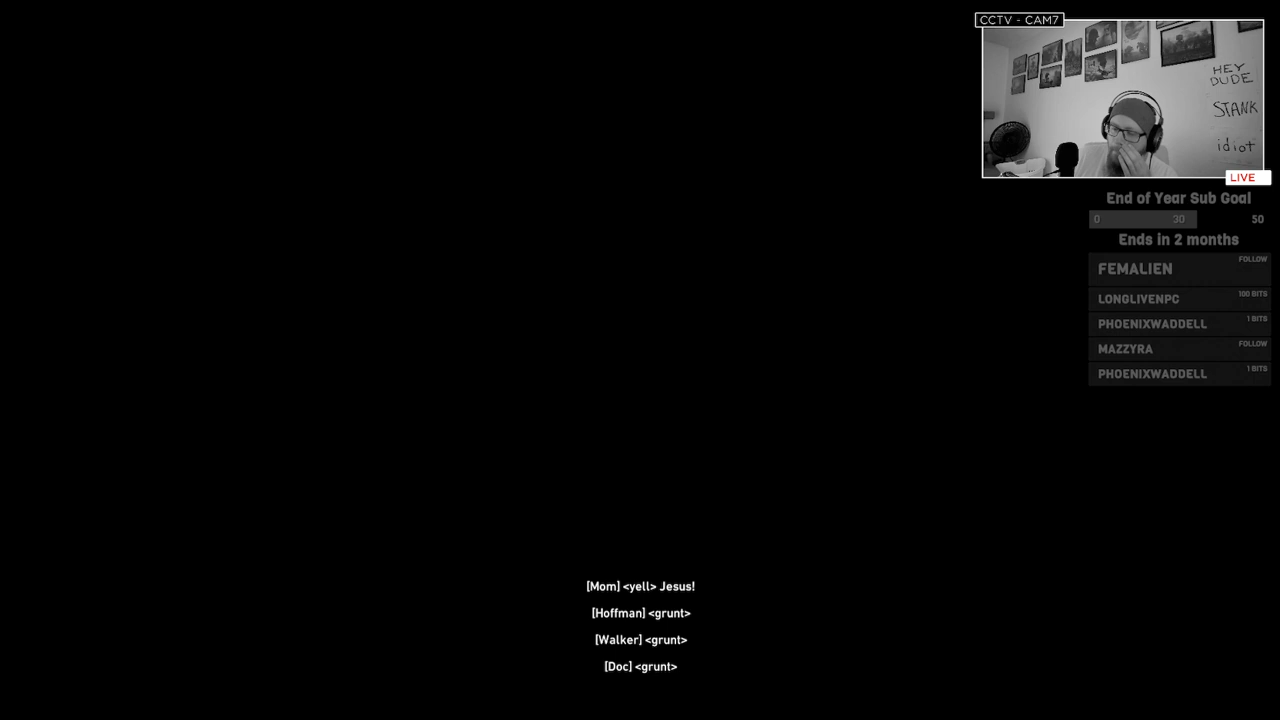 CCTV - CAM7
HEY
DUDE
STANK
idiot
LIVE
End of Year Sub Goal
0 30 50
Ends in 2 months
FEMALIEN FOLLOW
LONGLIVENPC 100 BITS
PHOENIXWADDELL 1 BITS
MAZZYRA FOLLOW
PHOENIXWADDELL 1 BITS
[Mom] <yell> Jesus!
[Hoffman] <grunt>
[Walker] <grunt>
[Doc] <grunt>